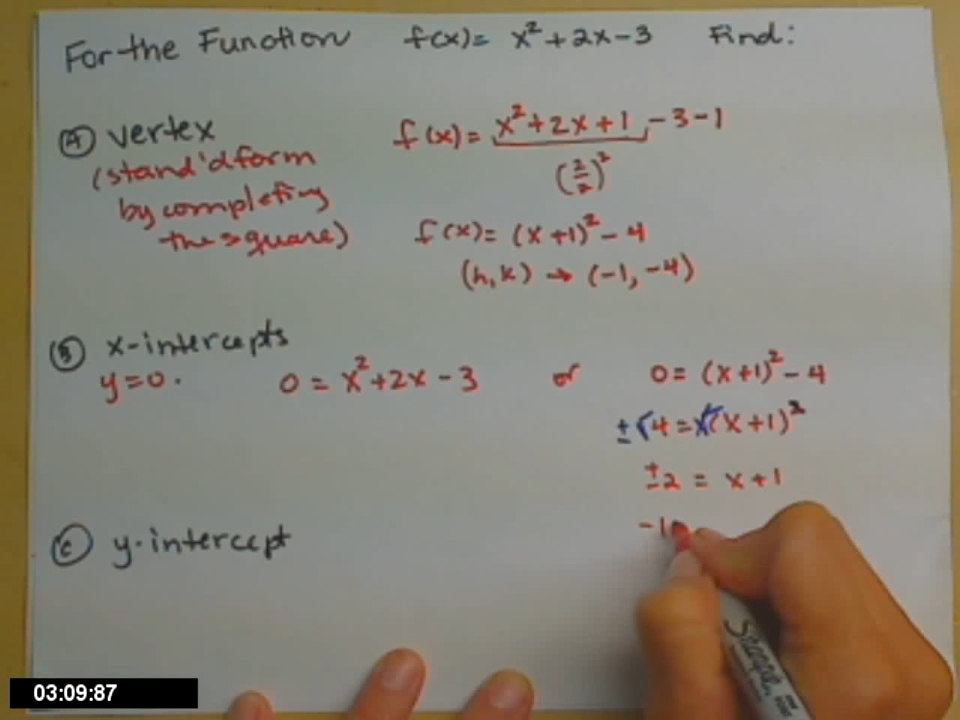 For the Function f(x)= x²+2x-3 Find:
(A) vertex f(x)= x²+2x+1 -3-1
(stand'd form (2/2)²
by completing
the square) f(x)= (x+1)²-4
(h,k) → (-1,-4)
(B) x-intercepts
y=0. 0 = x²+2x-3 or 0= (x+1)²-4
±√4=√(x+1)²
±2 = x+1
-1
(C) y-intercept
Sharpie
03:09:87